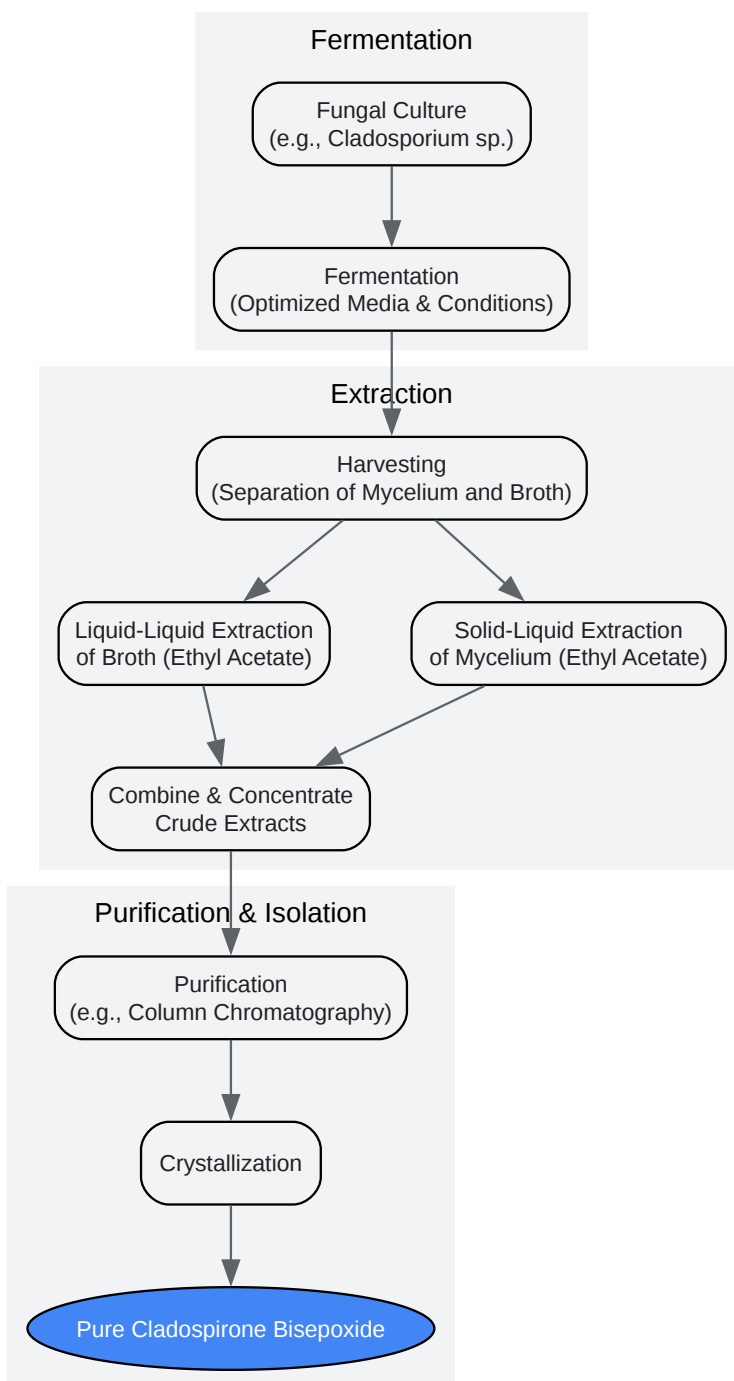 Fermentation
Fungal Culture
(e.g., Cladosporium sp.)
Fermentation
(Optimized Media & Conditions)
Extraction
Harvesting
(Separation of Mycelium and Broth)
Liquid-Liquid Extraction
of Broth (Ethyl Acetate)
Solid-Liquid Extraction
of Mycelium (Ethyl Acetate)
Combine & Concentrate
Crude Extracts
Purification & Isolation
Purification
(e.g., Column Chromatography)
Crystallization
Pure Cladospirone Bisepoxide